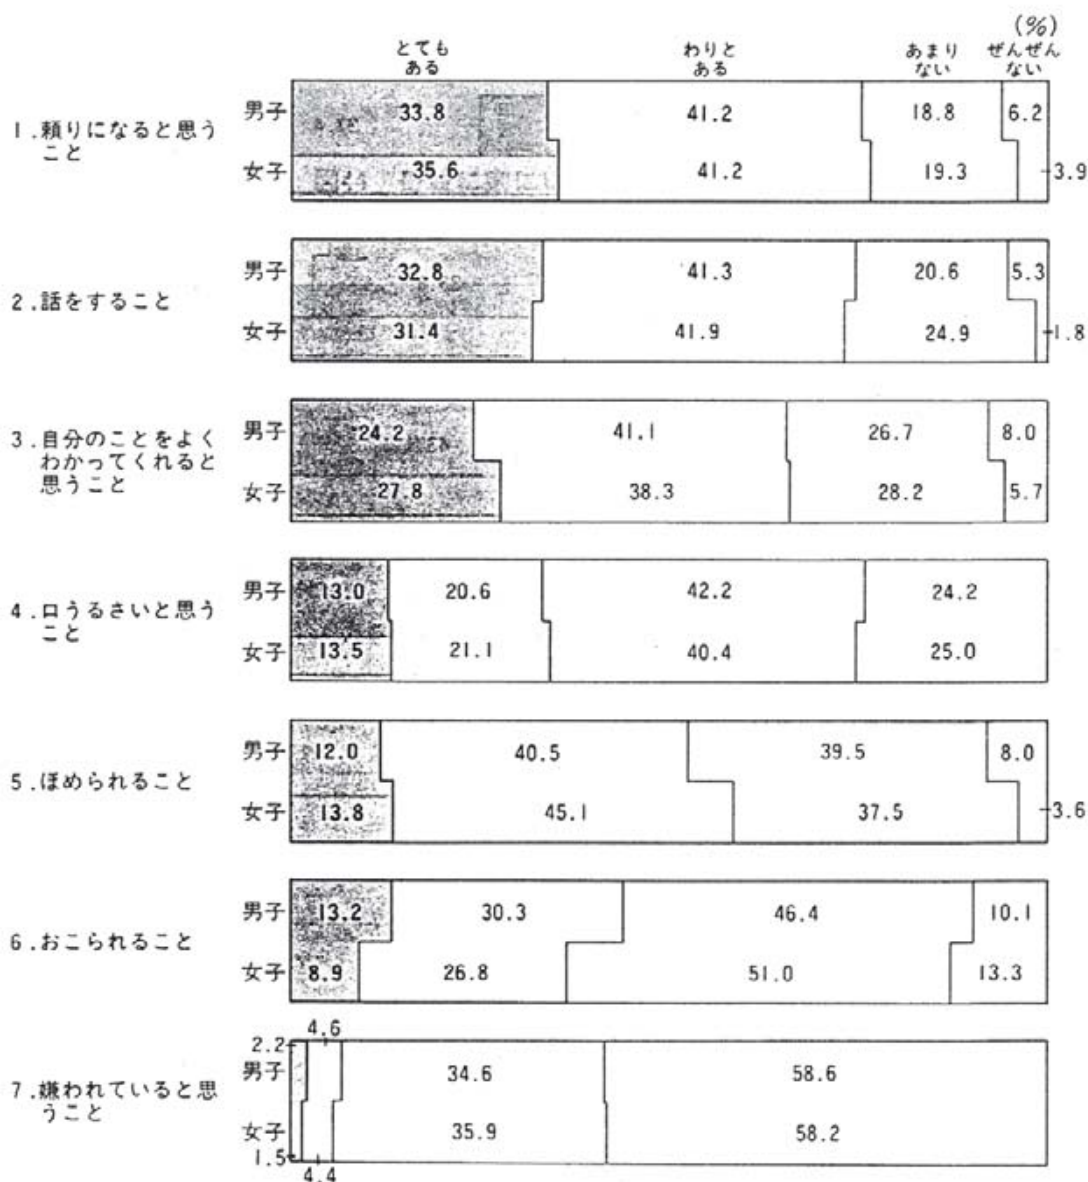 (%)
とても わりと あまり ぜんぜん
ある ある ない ない
1.頼りになると思う
こと
男子 33.8 41.2 18.8 6.2
女子 35.6 41.2 19.3 3.9
2.話をすること
男子 32.8 41.3 20.6 5.3
女子 31.4 41.9 24.9 1.8
3.自分のことをよく
わかってくれると
思うこと
男子 24.2 41.1 26.7 8.0
女子 27.8 38.3 28.2 5.7
4.口うるさいと思う
こと
男子 13.0 20.6 42.2 24.2
女子 13.5 21.1 40.4 25.0
5.ほめられること
男子 12.0 40.5 39.5 8.0
女子 13.8 45.1 37.5 3.6
6.おこられること
男子 13.2 30.3 46.4 10.1
女子 8.9 26.8 51.0 13.3
7.嫌われていると思
うこと
男子 2.2 4.6 34.6 58.6
女子 1.5 4.4 35.9 58.2